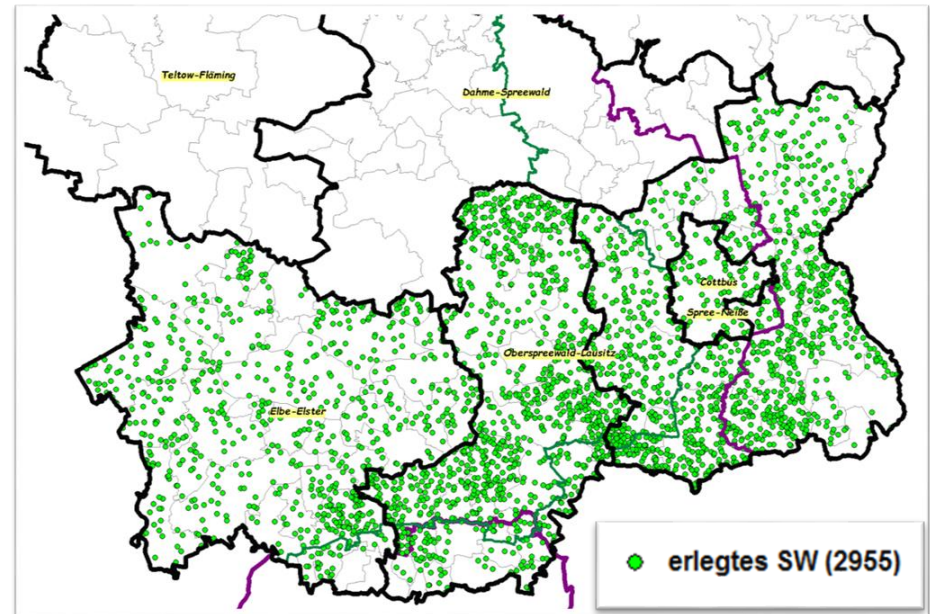 Teltow-Fläming
Dahme-Spreewald
Cottbus
Spree-Neiße
Oberspreewald-Lausitz
Elbe-Elster
erlegtes SW (2955)